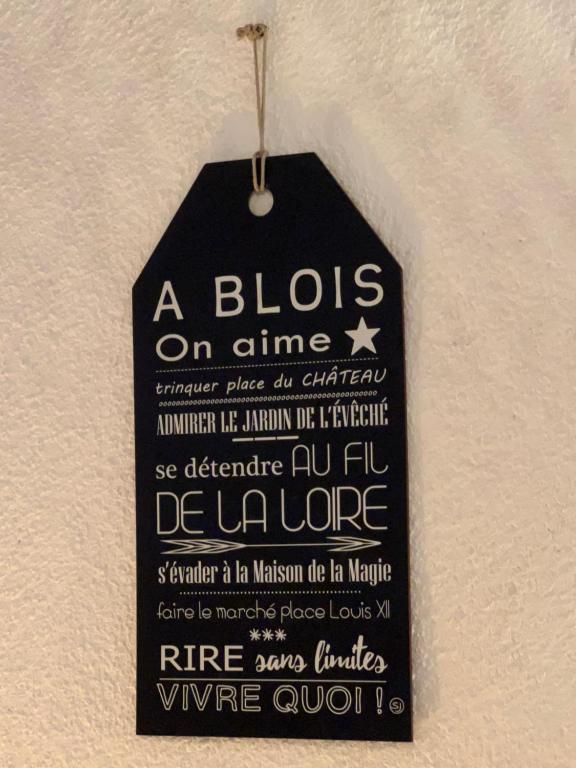 A BLOIS
On aime
trinquer place du CHÂTEAU
ADMIRER LE JARDIN DE L'ÉVÊCHÉ
se détendre AU FIL
DE LA LOIRE
s'évader à la Maison de la Magie
faire le marché place Louis XII
***
RIRE sans limites
VIVRE QUOI ! SJ